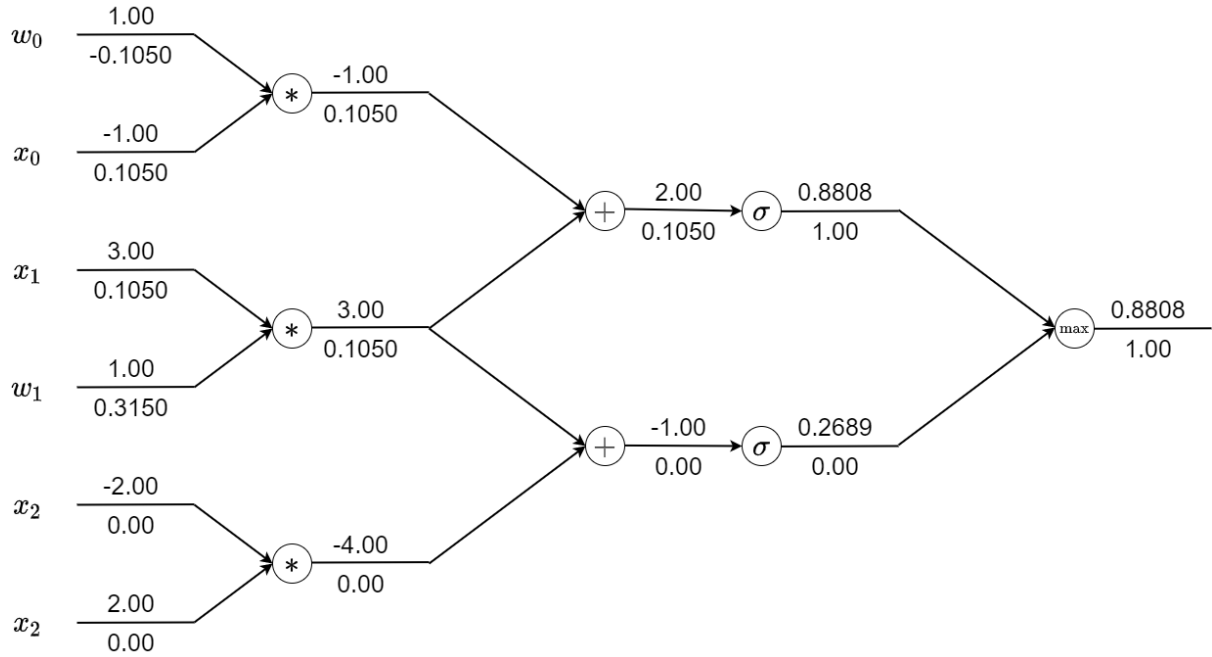 w₀ 1.00
-0.1050
* -1.00
0.1050
x₀ -1.00
0.1050
+ 2.00 σ 0.8808
0.1050 1.00
x₁ 3.00
0.1050
* 3.00 max 0.8808
0.1050 1.00
w₁ 1.00
0.3150
+ -1.00 σ 0.2689
0.00 0.00
x₂ -2.00
0.00
* -4.00
0.00
x₂ 2.00
0.00